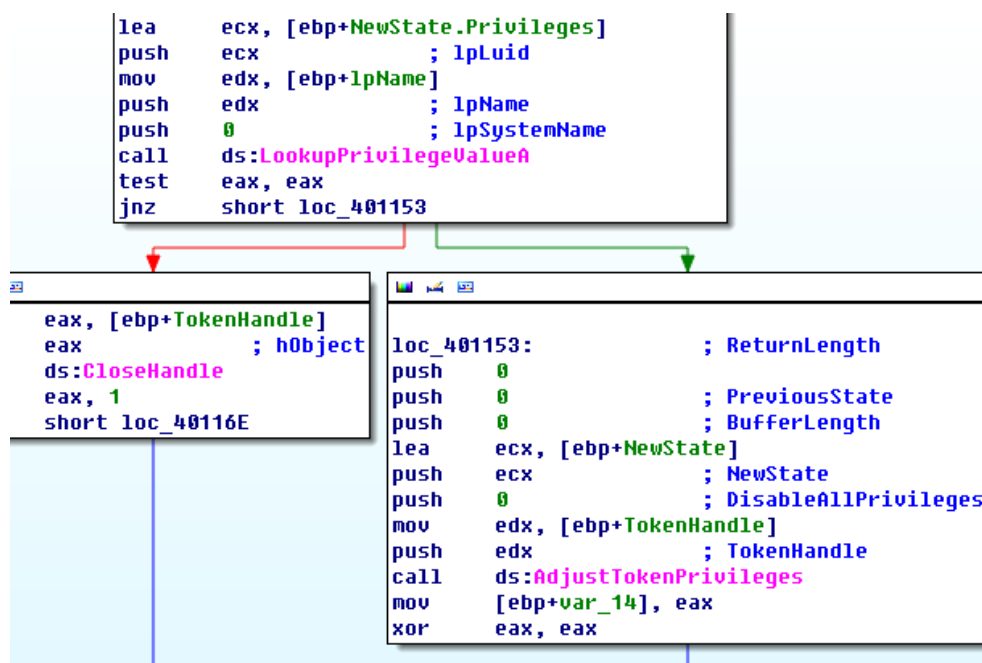 lea ecx, [ebp+NewState.Privileges]
push ecx ; lpLuid
mov edx, [ebp+lpName]
push edx ; lpName
push 0 ; lpSystemName
call ds:LookupPrivilegeValueA
test eax, eax
jnz short loc_401153
eax, [ebp+TokenHandle]
eax ; hObject
ds:CloseHandle
eax, 1
short loc_40116E
loc_401153: ; ReturnLength
push 0
push 0 ; PreviousState
push 0 ; BufferLength
lea ecx, [ebp+NewState]
push ecx ; NewState
push 0 ; DisableAllPrivileges
mov edx, [ebp+TokenHandle]
push edx ; TokenHandle
call ds:AdjustTokenPrivileges
mov [ebp+var_14], eax
xor eax, eax